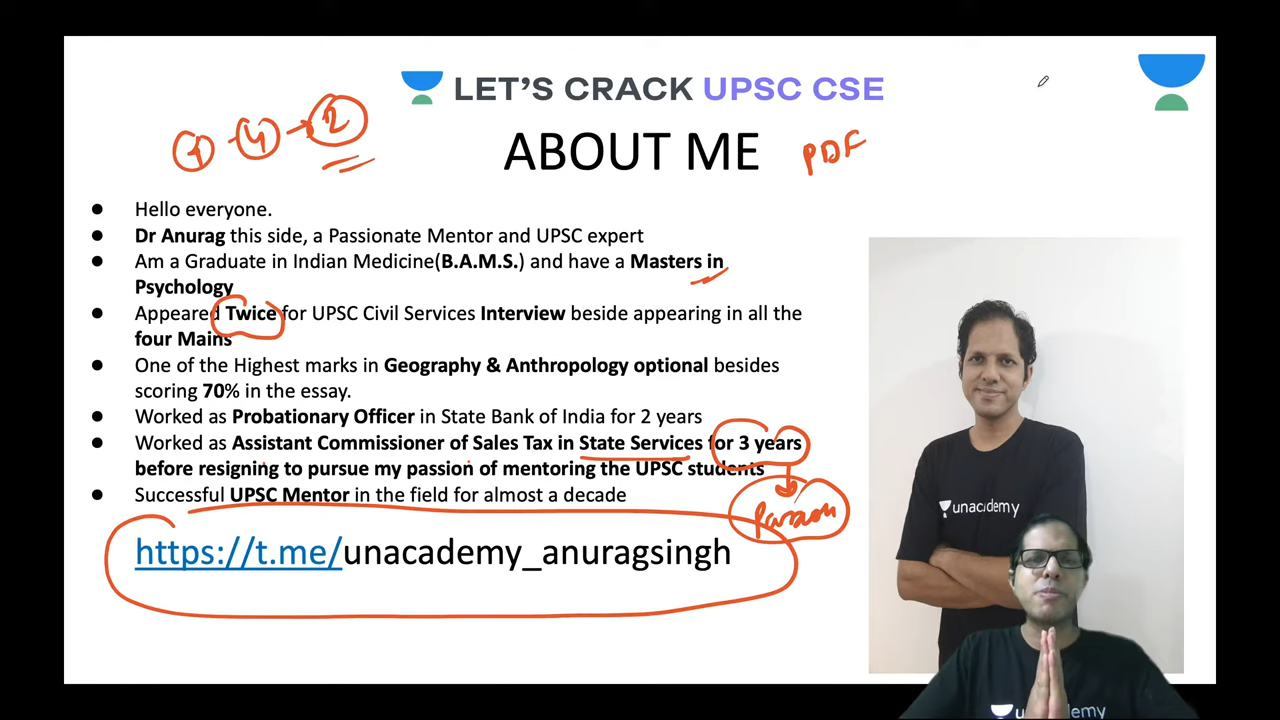 LET'S CRACK UPSC CSE
4 4 → 2
ABOUT ME PDF
● Hello everyone.
● Dr Anurag this side, a Passionate Mentor and UPSC expert
● Am a Graduate in Indian Medicine(B.A.M.S.) and have a Masters in
Psychology
● Appeared Twice for UPSC Civil Services Interview beside appearing in all the
four Mains
● One of the Highest marks in Geography & Anthropology optional besides
scoring 70% in the essay.
● Worked as Probationary Officer in State Bank of India for 2 years
● Worked as Assistant Commissioner of Sales Tax in State Services for 3 years
before resigning to pursue my passion of mentoring the UPSC students
● Successful UPSC Mentor in the field for almost a decade
https://t.me/unacademy_anuragsingh
unacademy
unacademy